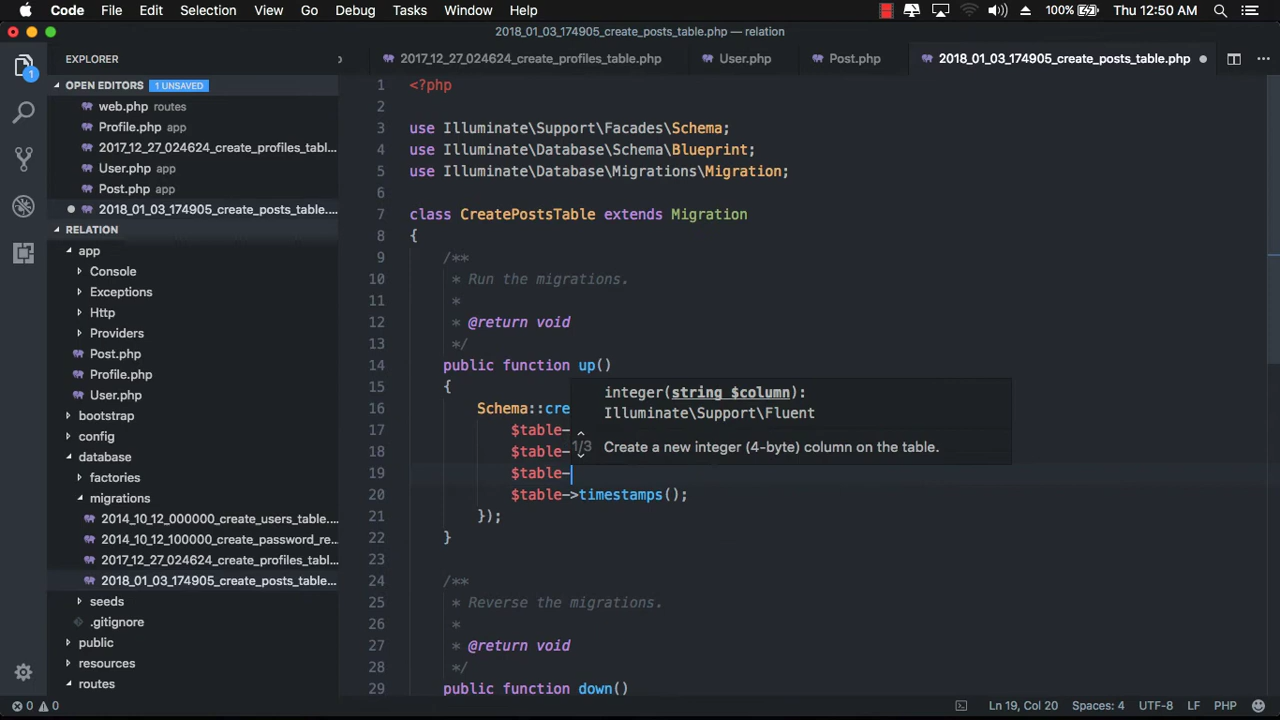 Code File Edit Selection View Go Debug Tasks Window Help 100% Thu 12:50 AM
2018_01_03_174905_create_posts_table.php — relation
EXPLORER
2017_12_27_024624_create_profiles_table.php User.php Post.php 2018_01_03_174905_create_posts_table.php
OPEN EDITORS 1 UNSAVED
web.php routes
Profile.php app
2017_12_27_024624_create_profiles_tabl...
User.php app
Post.php app
2018_01_03_174905_create_posts_table....
RELATION
app
Console
Exceptions
Http
Providers
Post.php
Profile.php
User.php
bootstrap
config
database
factories
migrations
2014_10_12_000000_create_users_table....
2014_10_12_100000_create_password_re...
2017_12_27_024624_create_profiles_tabl...
2018_01_03_174905_create_posts_table...
seeds
.gitignore
public
resources
routes
1 <?php
2
3 use Illuminate\Support\Facades\Schema;
4 use Illuminate\Database\Schema\Blueprint;
5 use Illuminate\Database\Migrations\Migration;
6
7 class CreatePostsTable extends Migration
8 {
9 /**
10 * Run the migrations.
11 *
12 * @return void
13 */
14 public function up()
15 {
16 Schema::cre
17 $table-
18 $table-
19 $table-
20 $table->timestamps();
21 });
22 }
23
24 /**
25 * Reverse the migrations.
26 *
27 * @return void
28 */
29 public function down()
integer(string $column):
Illuminate\Support\Fluent
1/3 Create a new integer (4-byte) column on the table.
1
0 0 Ln 19, Col 20 Spaces: 4 UTF-8 LF PHP